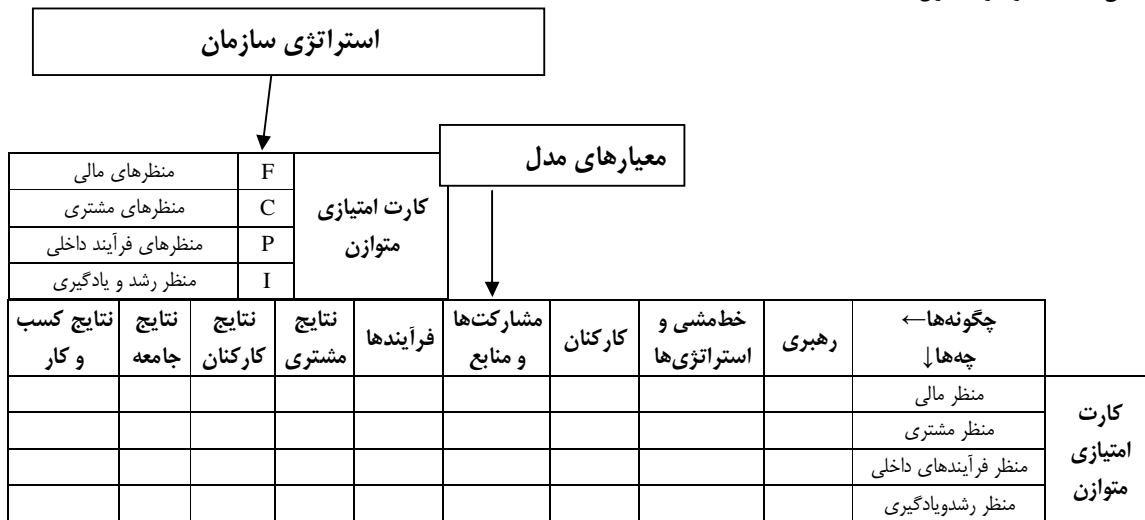 استراتژی سازمان
معیارهای مدل
کارت امتیازی
متوازن
F منظرهای مالی
C منظرهای مشتری
P منظرهای فرآیند داخلی
I منظر رشد و یادگیری
چگونه‌ها←
چه‌ها↓
رهبری
خط‌مشی و
استراتژی‌ها
کارکنان
مشارکت‌ها
و منابع
فرآیندها
نتایج
مشتری
نتایج
کارکنان
نتایج
جامعه
نتایج کسب
و کار
کارت
امتیازی
متوازن
منظر مالی
منظر مشتری
منظر فرآیندهای داخلی
منظر رشدویادگیری